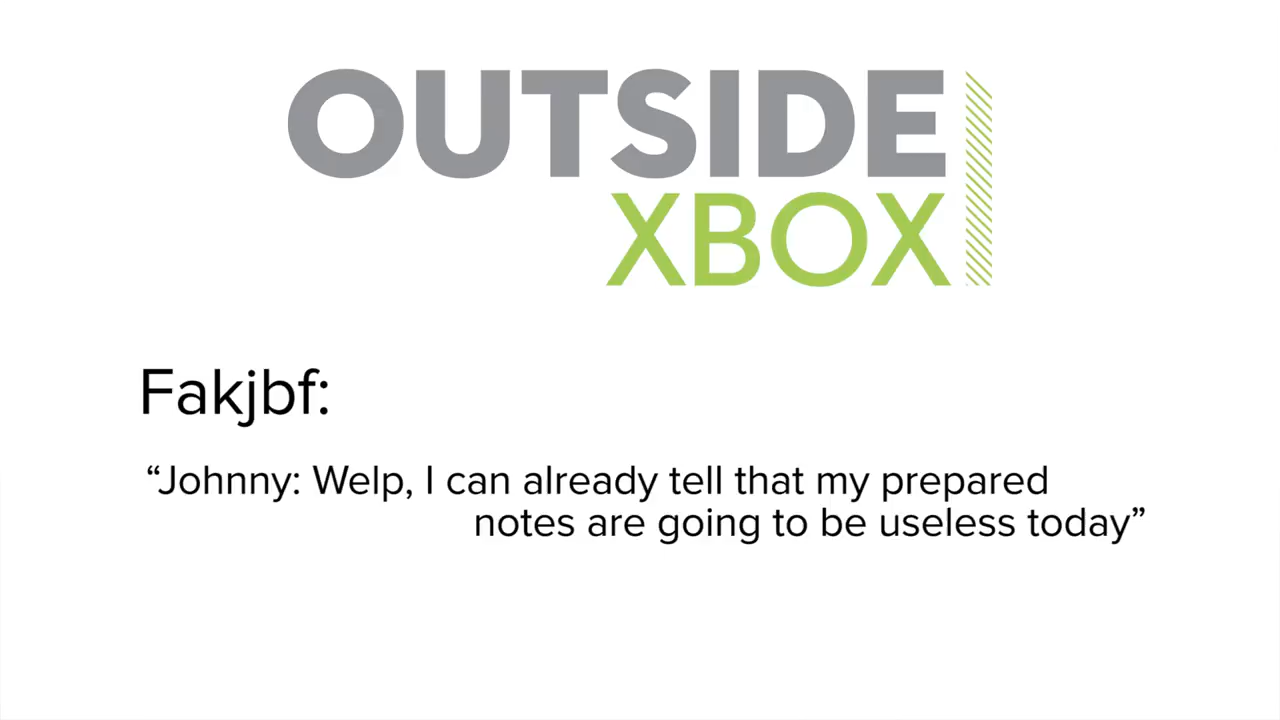 OUTSIDE
XBOX
Fakjbf:
“Johnny: Welp, I can already tell that my prepared
notes are going to be useless today”